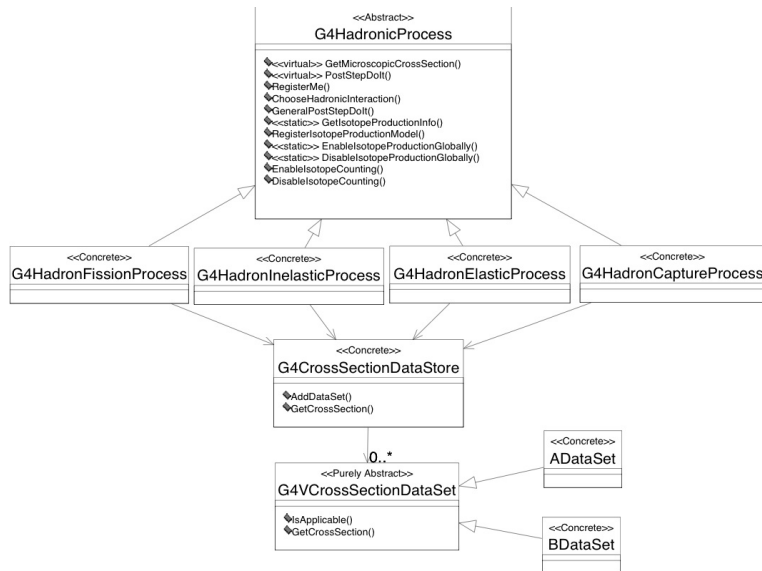 <<Abstract>>
G4HadronicProcess
<<virtual>> GetMicroscopicCrossSection()
<<virtual>> PostStepDoIt()
RegisterMe()
ChooseHadronicInteraction()
GeneralPostStepDoIt()
<<static>> GetIsotopeProductionInfo()
RegisterIsotopeProductionModel()
<<static>> EnableIsotopeProductionGlobally()
<<static>> DisableIsotopeProductionGlobally()
EnableIsotopeCounting()
DisableIsotopeCounting()
<<Concrete>>
G4HadronFissionProcess
<<Concrete>>
G4HadronInelasticProcess
<<Concrete>>
G4HadronElasticProcess
<<Concrete>>
G4HadronCaptureProcess
<<Concrete>>
G4CrossSectionDataStore
AddDataSet()
GetCrossSection()
0..*
<<Purely Abstract>>
G4VCrossSectionDataSet
IsApplicable()
GetCrossSection()
<<Concrete>>
ADataSet
<<Concrete>>
BDataSet